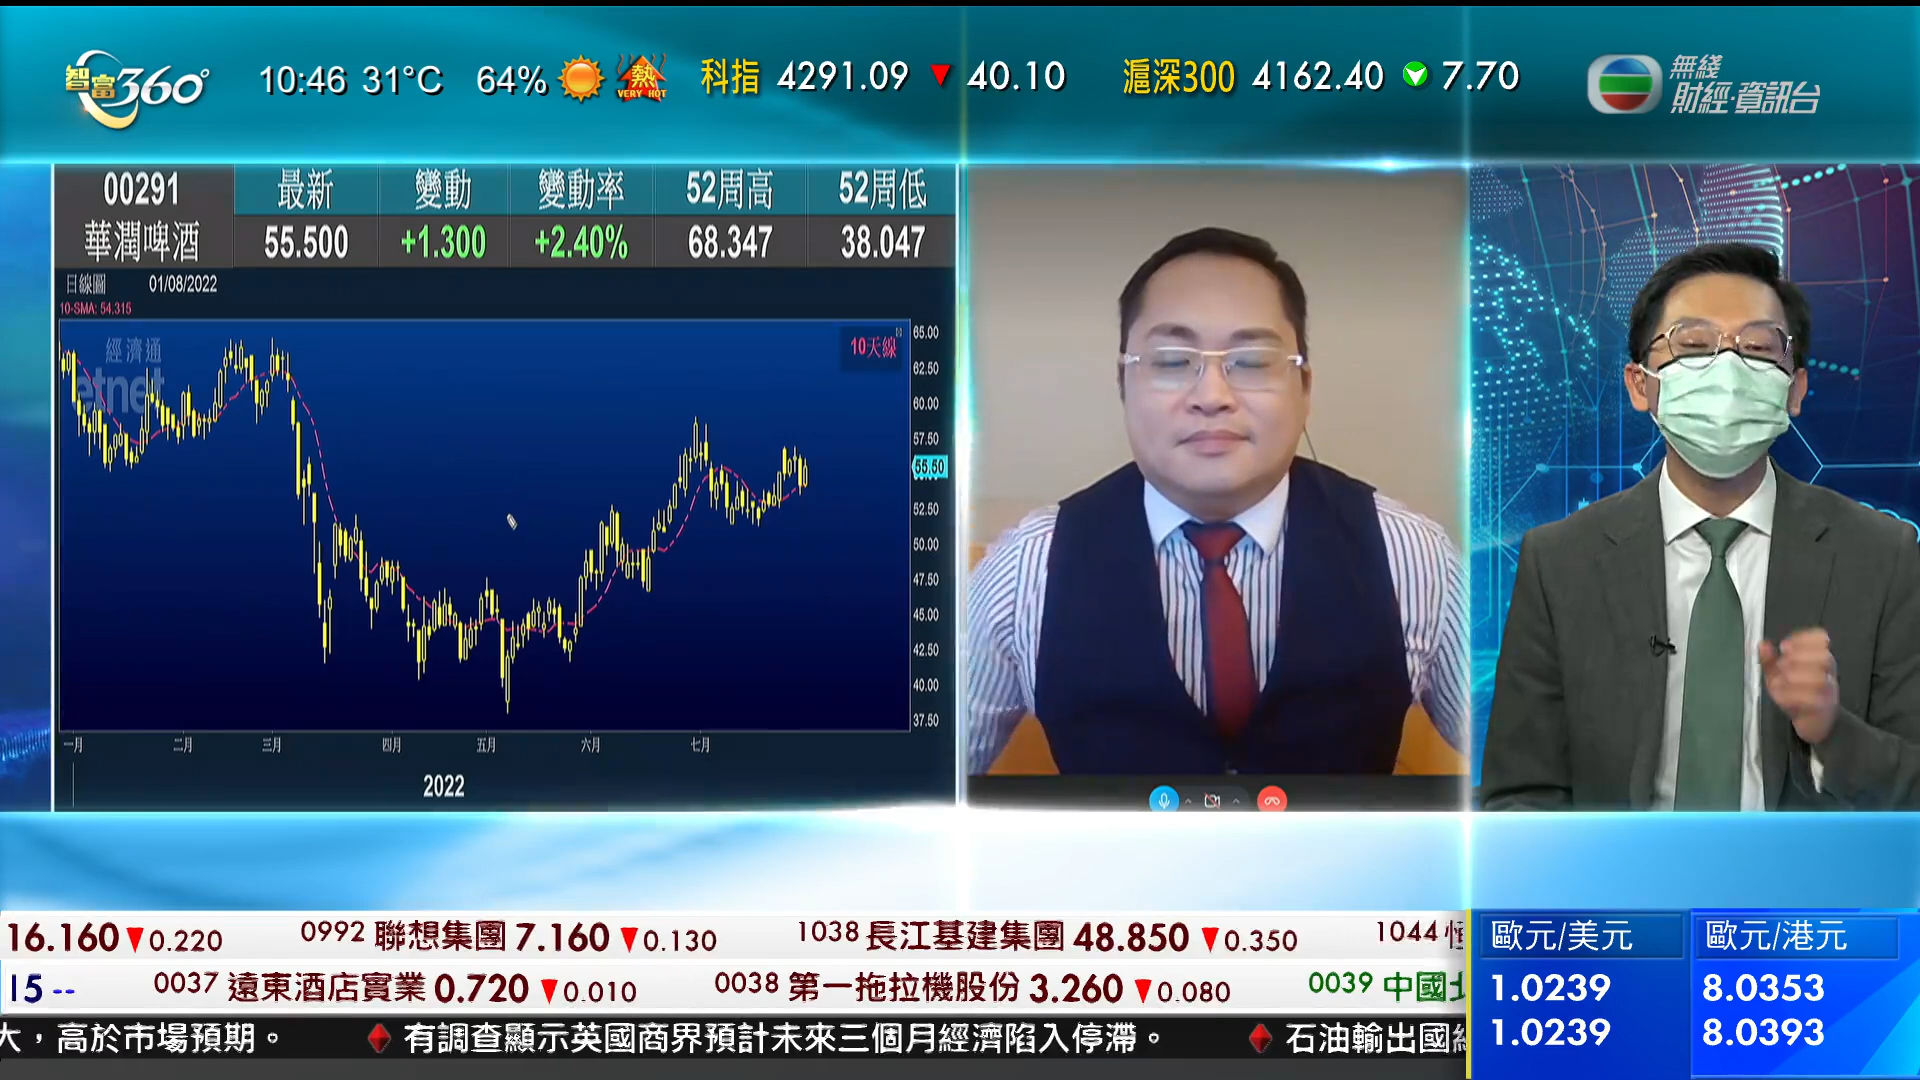 智富360°
10:46 31°C 64% 熱 VERY HOT 科指 4291.09 40.10 滬深300 4162.40 7.70
無綫
財經·資訊台
00291 最新 變動 變動率 52周高 52周低
華潤啤酒 55.500 +1.300 +2.40% 68.347 38.047
日線圖 01/08/2022
10-SMA: 54.315
經濟通
etnet
10天線
65.00
62.50
60.00
57.50
55.50
52.50
50.00
47.50
45.00
42.50
40.00
37.50
一月 二月 三月 四月 五月 六月 七月
2022
16.160 0.220 0992 聯想集團 7.160 0.130 1038 長江基建集團 48.850 0.350 1044
15 -- 0037 遠東酒店實業 0.720 0.010 0038 第一拖拉機股份 3.260 0.080 0039 中國
大，高於市場預期。 有調查顯示英國商界預計未來三個月經濟陷入停滯。 石油輸出國
歐元/美元 歐元/港元
1.0239 8.0353
1.0239 8.0393